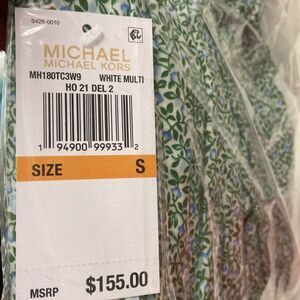 S426-0010
MICHAEL
MICHAEL KORS
MH180TC3W9 WHITE MULTI
HO 21 DEL 2
1 94900 99933 2
SIZE S
MSRP $155.00